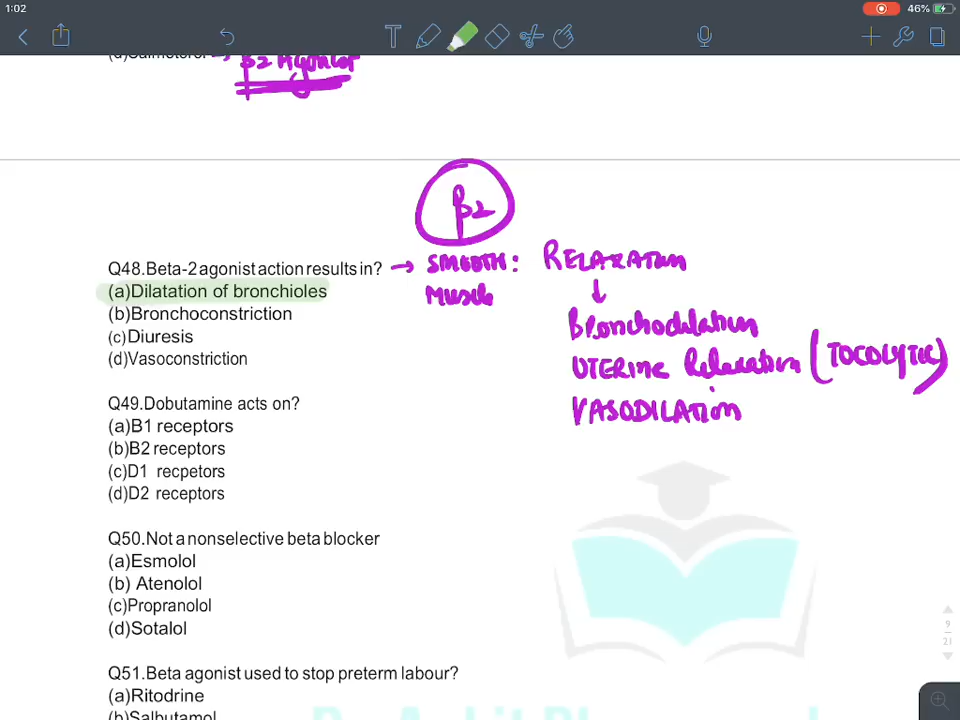 1:02
46%
T
(d)Salmeterol → β2 Agonist
β2
Q48.Beta-2 agonist action results in? → SMOOTH: RELAXATION
(a)Dilatation of bronchioles Muscle ↓
(b)Bronchoconstriction Bronchodilation
(c)Diuresis UTERINE Relaxation (TOCOLYTIC)
(d)Vasoconstriction
VASODILATION
Q49.Dobutamine acts on?
(a)B1 receptors
(b)B2 receptors
(c)D1 recpetors
(d)D2 receptors
Q50.Not a nonselective beta blocker
(a)Esmolol
(b) Atenolol
(c)Propranolol
(d)Sotalol
9
21
Q51.Beta agonist used to stop preterm labour?
(a)Ritodrine
(b)Salbutamol